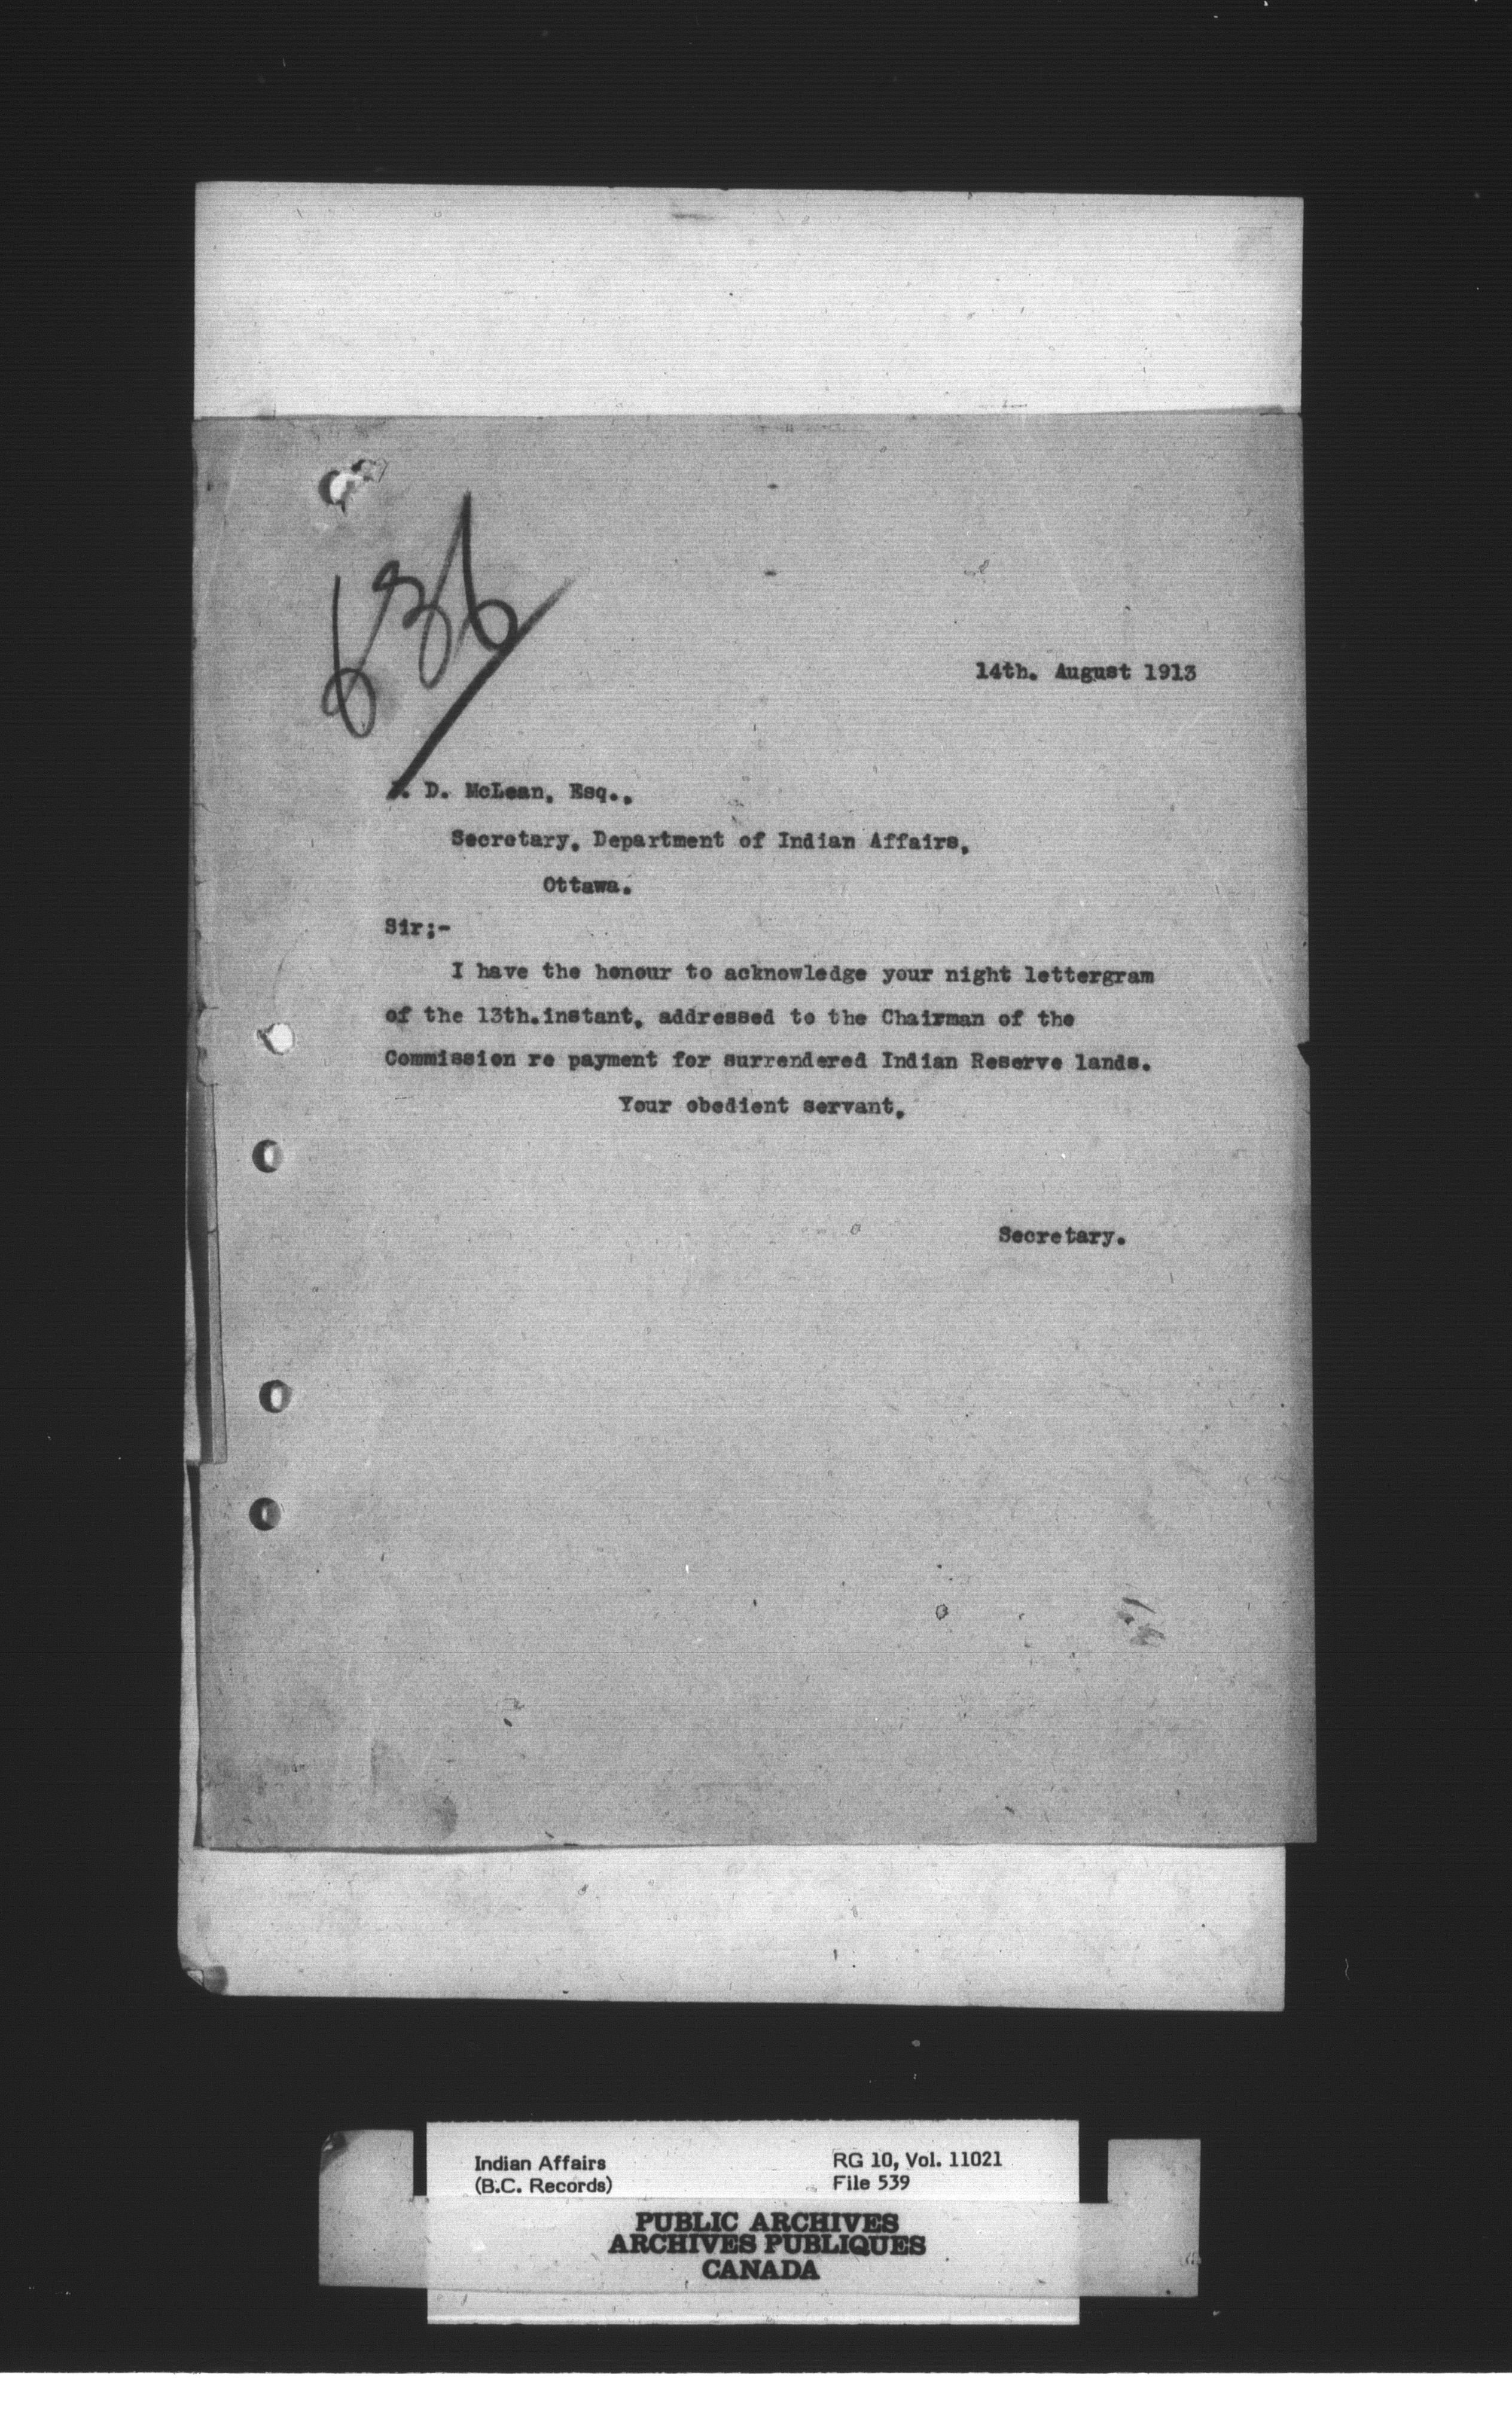 636
14th. August 1913
. D. McLean, Esq.,
Secretary, Department of Indian Affairs,
Ottawa.
Sir:-
I have the honour to acknowledge your night lettergram
of the 13th.instant, addressed to the Chairman of the
Commission re payment for surrendered Indian Reserve lands.
Your obedient servant,
Secretary.
Indian Affairs
(B.C. Records)
RG 10, Vol. 11021
File 539
PUBLIC ARCHIVES
ARCHIVES PUBLIQUES
CANADA